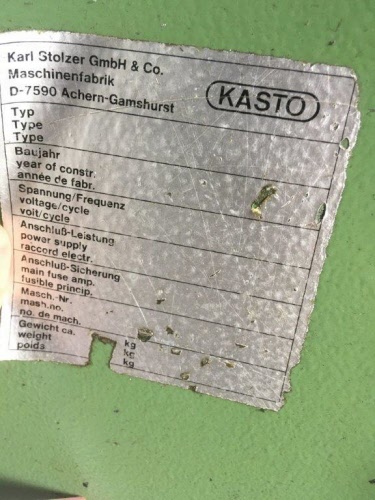 Karl Stolzer GmbH & Co.
Maschinenfabrik
D-7590 Achern-Gamshurst
KASTO
Typ
Type
Type
Baujahr
year of constr.
année de fabr.
Spannung/Frequenz
voltage/cycle
volt/cycle
Anschluß-Leistung
power supply
raccord electr.
Anschluß-Sicherung
main fuse amp.
fusible princip.
Masch.-Nr.
mash.no.
no. de mach.
Gewicht ca. kg
weight kg
poids kg